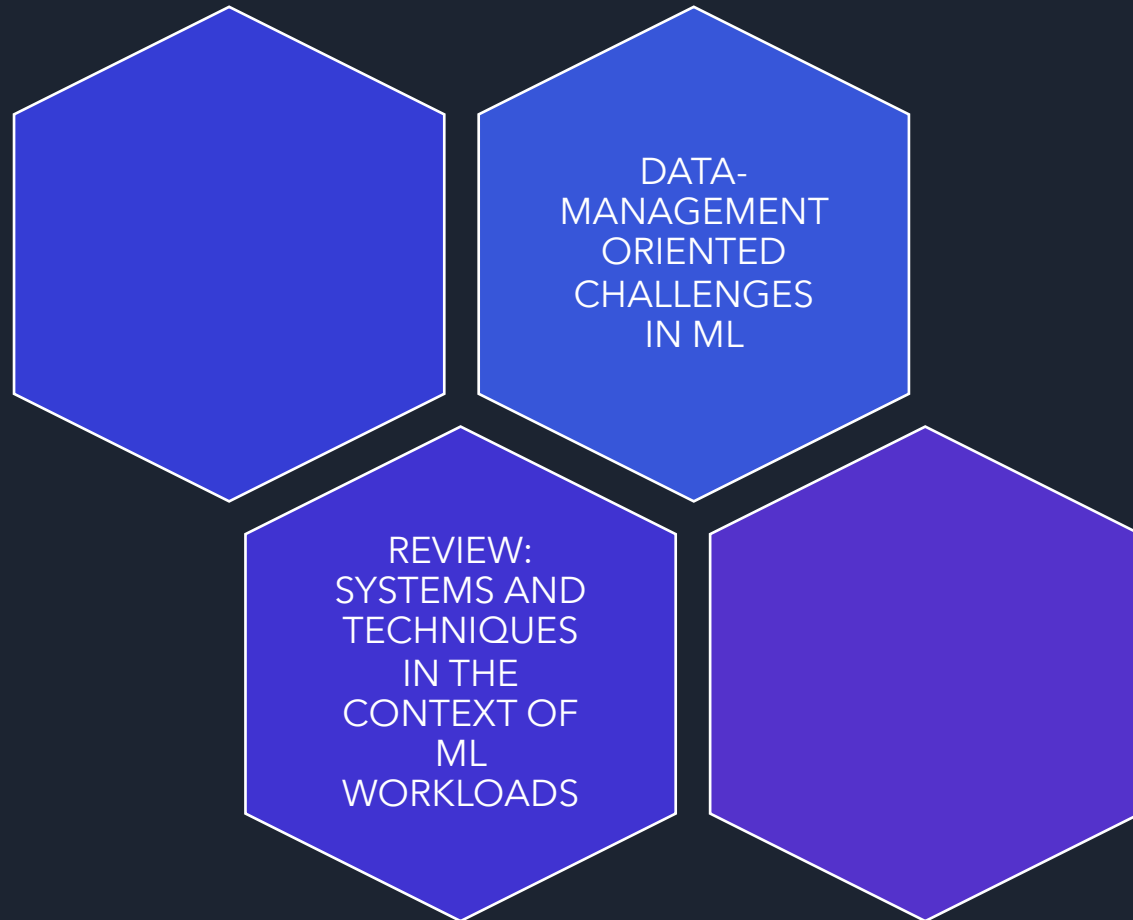 DATA-
MANAGEMENT
ORIENTED
CHALLENGES
IN ML
REVIEW:
SYSTEMS AND
TECHNIQUES
IN THE
CONTEXT OF
ML
WORKLOADS